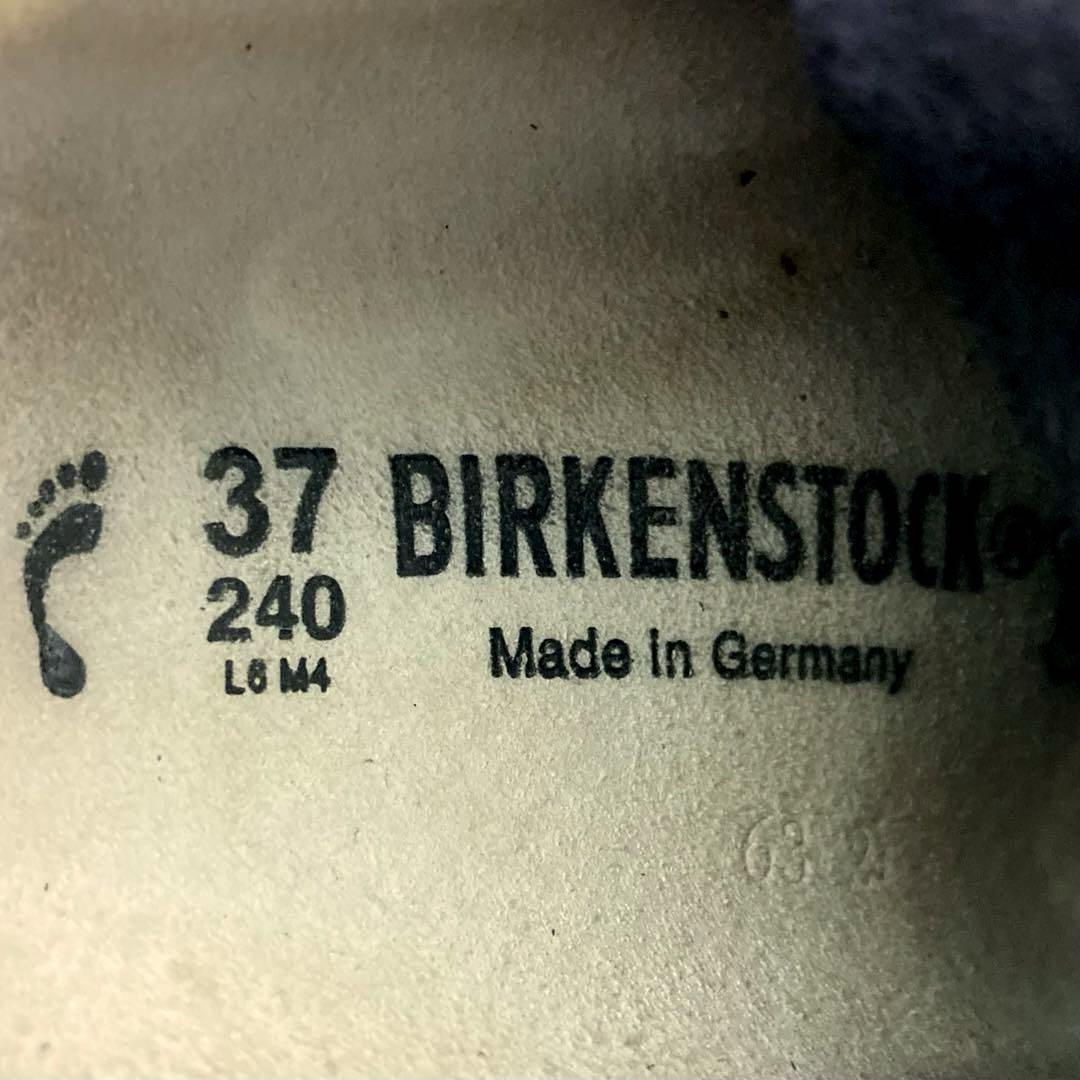 37 BIRKENSTOCK®
240
L6 M4
Made in Germany